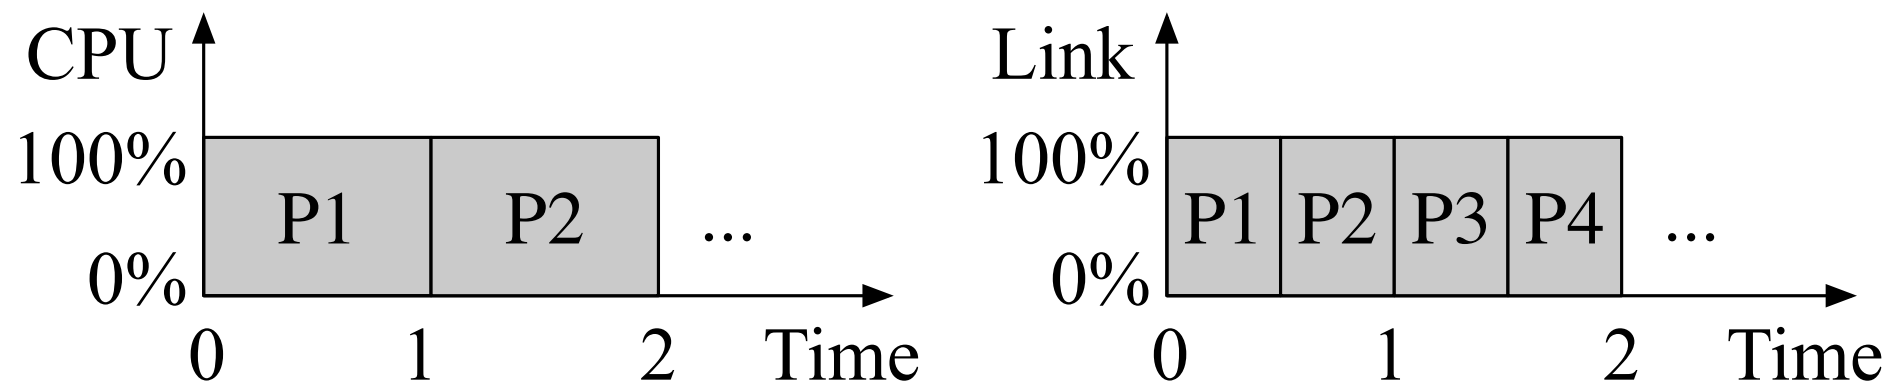 CPU
100%
P1 P2 ...
0%
0 1 2 Time
Link
100%
P1 P2 P3 P4 ...
0%
0 1 2 Time